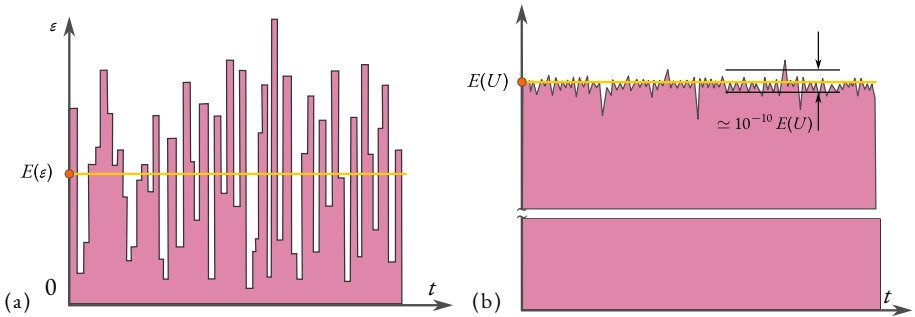 ε
E(ε)
0
t
(a)
E(U)
≃ 10⁻¹⁰ E(U)
t
(b)